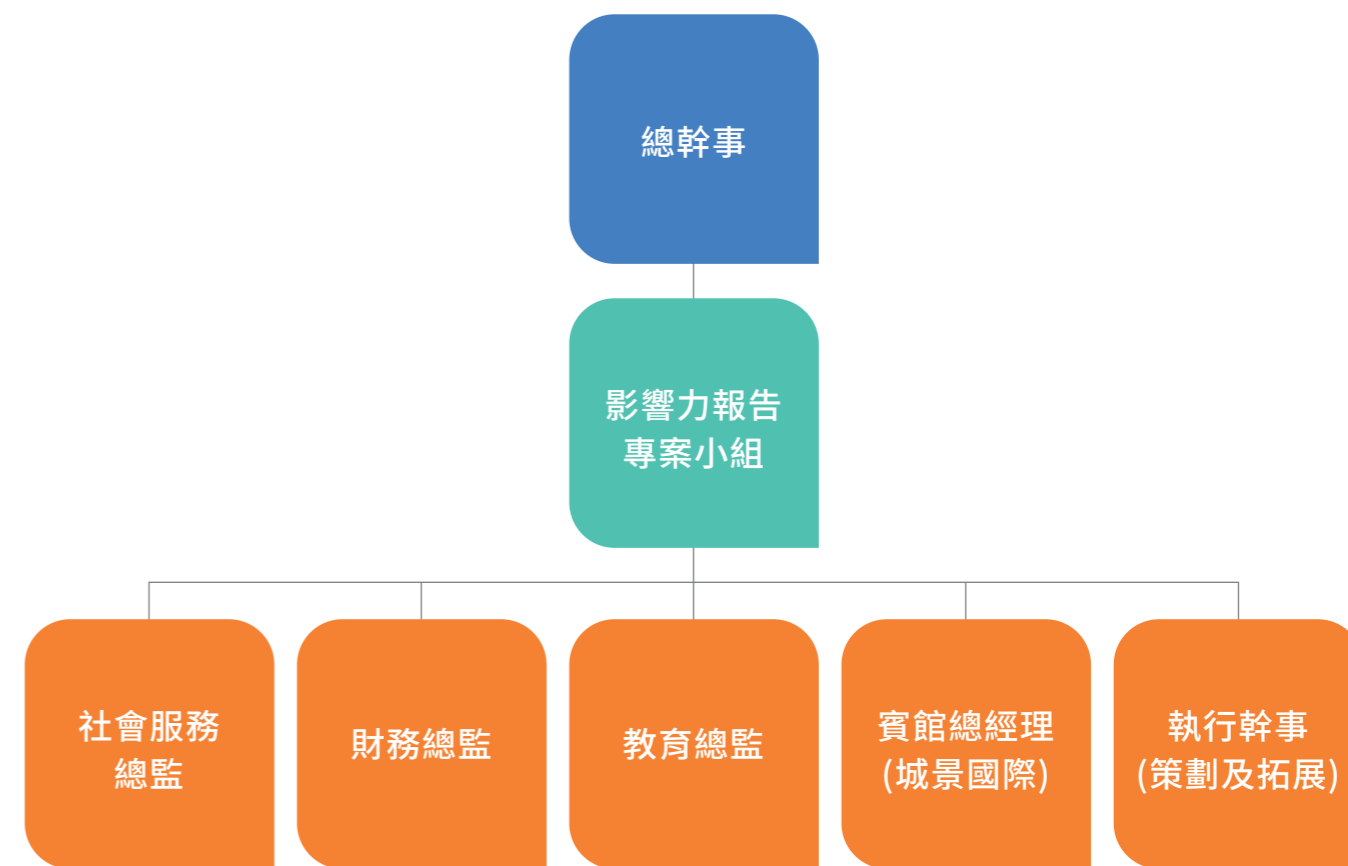 總幹事
影響力報告
專案小組
社會服務
總監
財務總監
教育總監
賓館總經理
(城景國際)
執行幹事
(策劃及拓展)